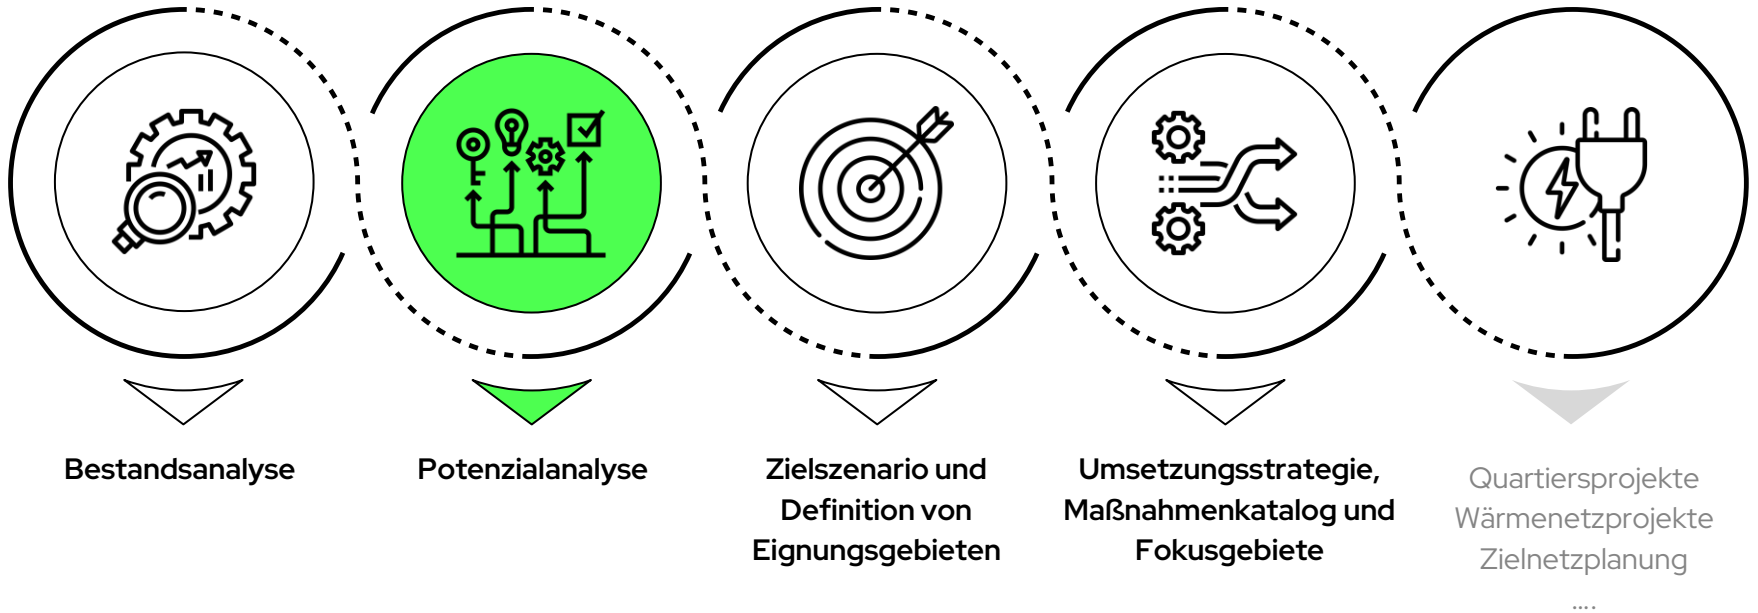 Bestandsanalyse
Potenzialanalyse
Zielszenario und
Definition von
Eignungsgebieten
Umsetzungsstrategie,
Maßnahmenkatalog und
Fokusgebiete
Quartiersprojekte
Wärmenetzprojekte
Zielnetzplanung
....